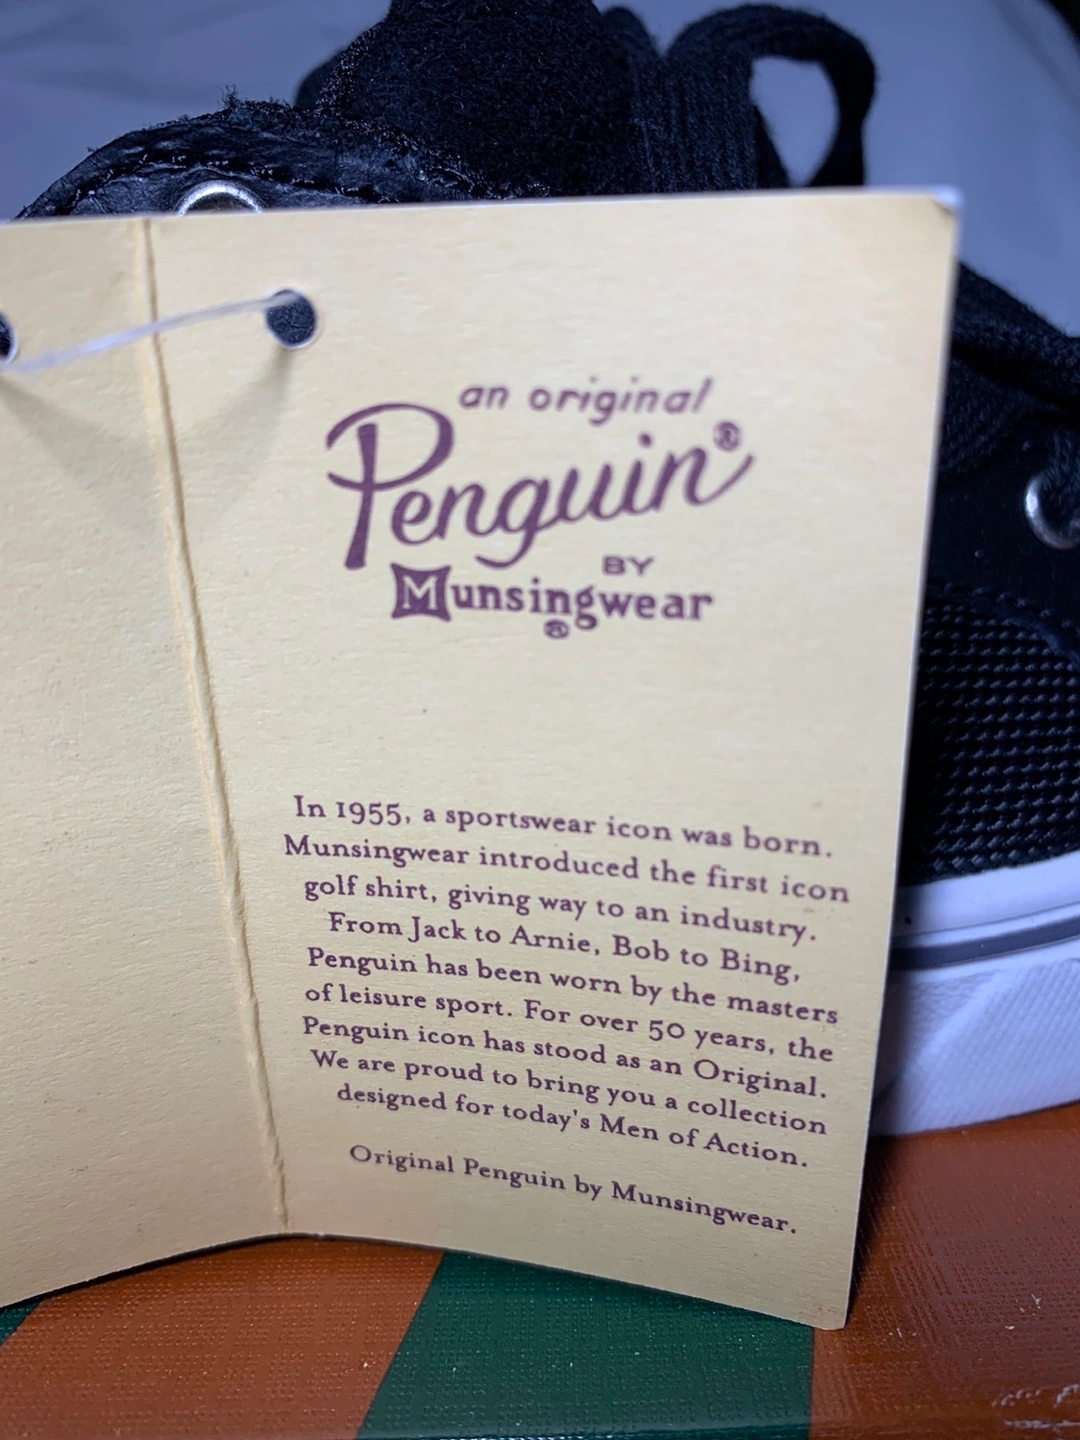 an original
Penguin®
BY
Munsingwear
®
In 1955, a sportswear icon was born.
Munsingwear introduced the first icon
golf shirt, giving way to an industry.
From Jack to Arnie, Bob to Bing,
Penguin has been worn by the masters
of leisure sport. For over 50 years, the
Penguin icon has stood as an Original.
We are proud to bring you a collection
designed for today's Men of Action.
Original Penguin by Munsingwear.